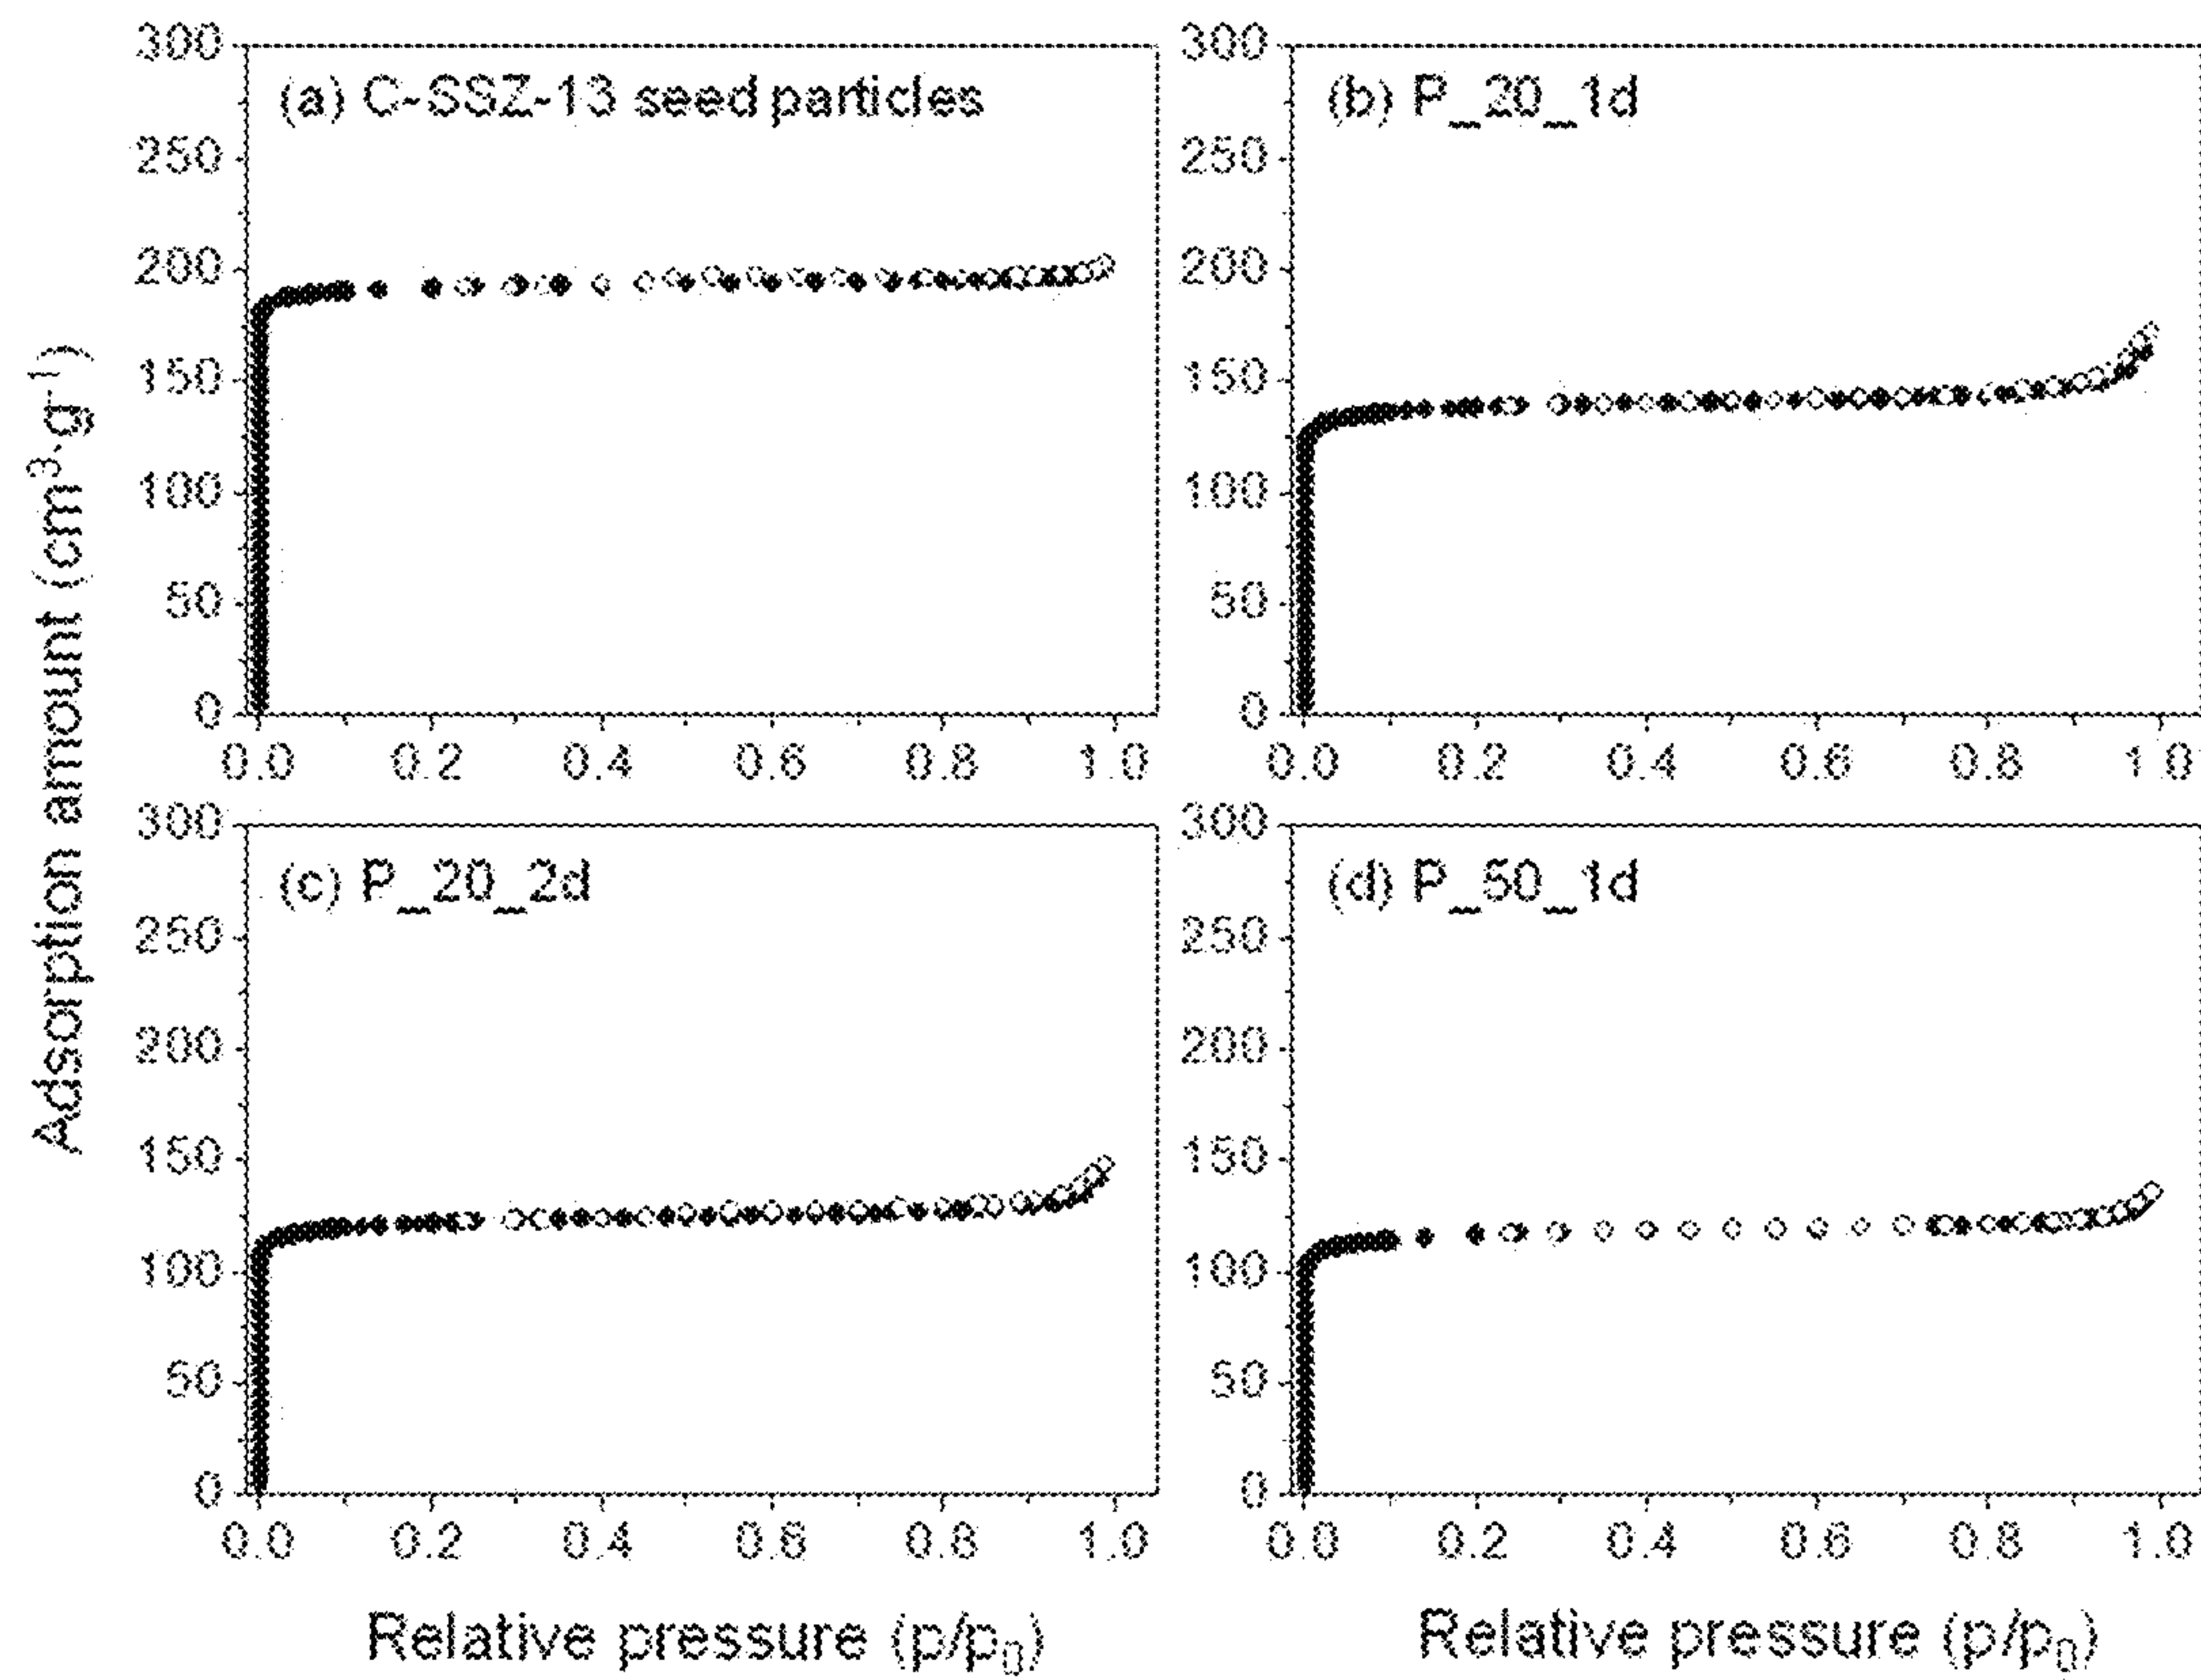 Adsorption amount (cm³·g⁻¹)
300
250
200
150
100
50
0
(a) C-SSZ-13 seed particles
0.0 0.2 0.4 0.6 0.8 1.0
300
250
200
150
100
50
0
(b) P_20_1d
0.0 0.2 0.4 0.6 0.8 1.0
300
250
200
150
100
50
0
(c) P_20_2d
0.0 0.2 0.4 0.6 0.8 1.0
Relative pressure (p/p₀)
300
250
200
150
100
50
0
(d) P_50_1d
0.0 0.2 0.4 0.6 0.8 1.0
Relative pressure (p/p₀)